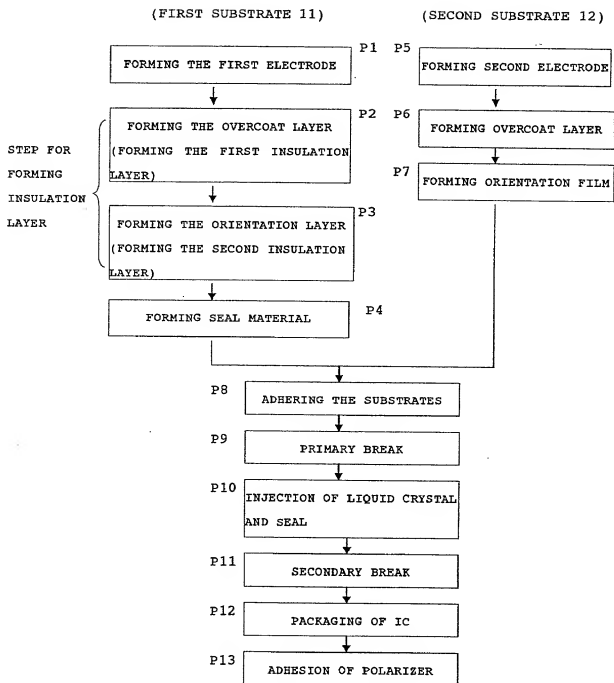 (FIRST SUBSTRATE 11)
P1
FORMING THE FIRST ELECTRODE
P2
FORMING THE OVERCOAT LAYER
(FORMING THE FIRST INSULATION
LAYER)
STEP FOR
FORMING
INSULATION
LAYER
P3
FORMING THE ORIENTATION LAYER
(FORMING THE SECOND INSULATION
LAYER)
P4
FORMING SEAL MATERIAL
(SECOND SUBSTRATE 12)
P5
FORMING SECOND ELECTRODE
P6
FORMING OVERCOAT LAYER
P7
FORMING ORIENTATION FILM
P8
ADHERING THE SUBSTRATES
P9
PRIMARY BREAK
P10
INJECTION OF LIQUID CRYSTAL
AND SEAL
P11
SECONDARY BREAK
P12
PACKAGING OF IC
P13
ADHESION OF POLARIZER